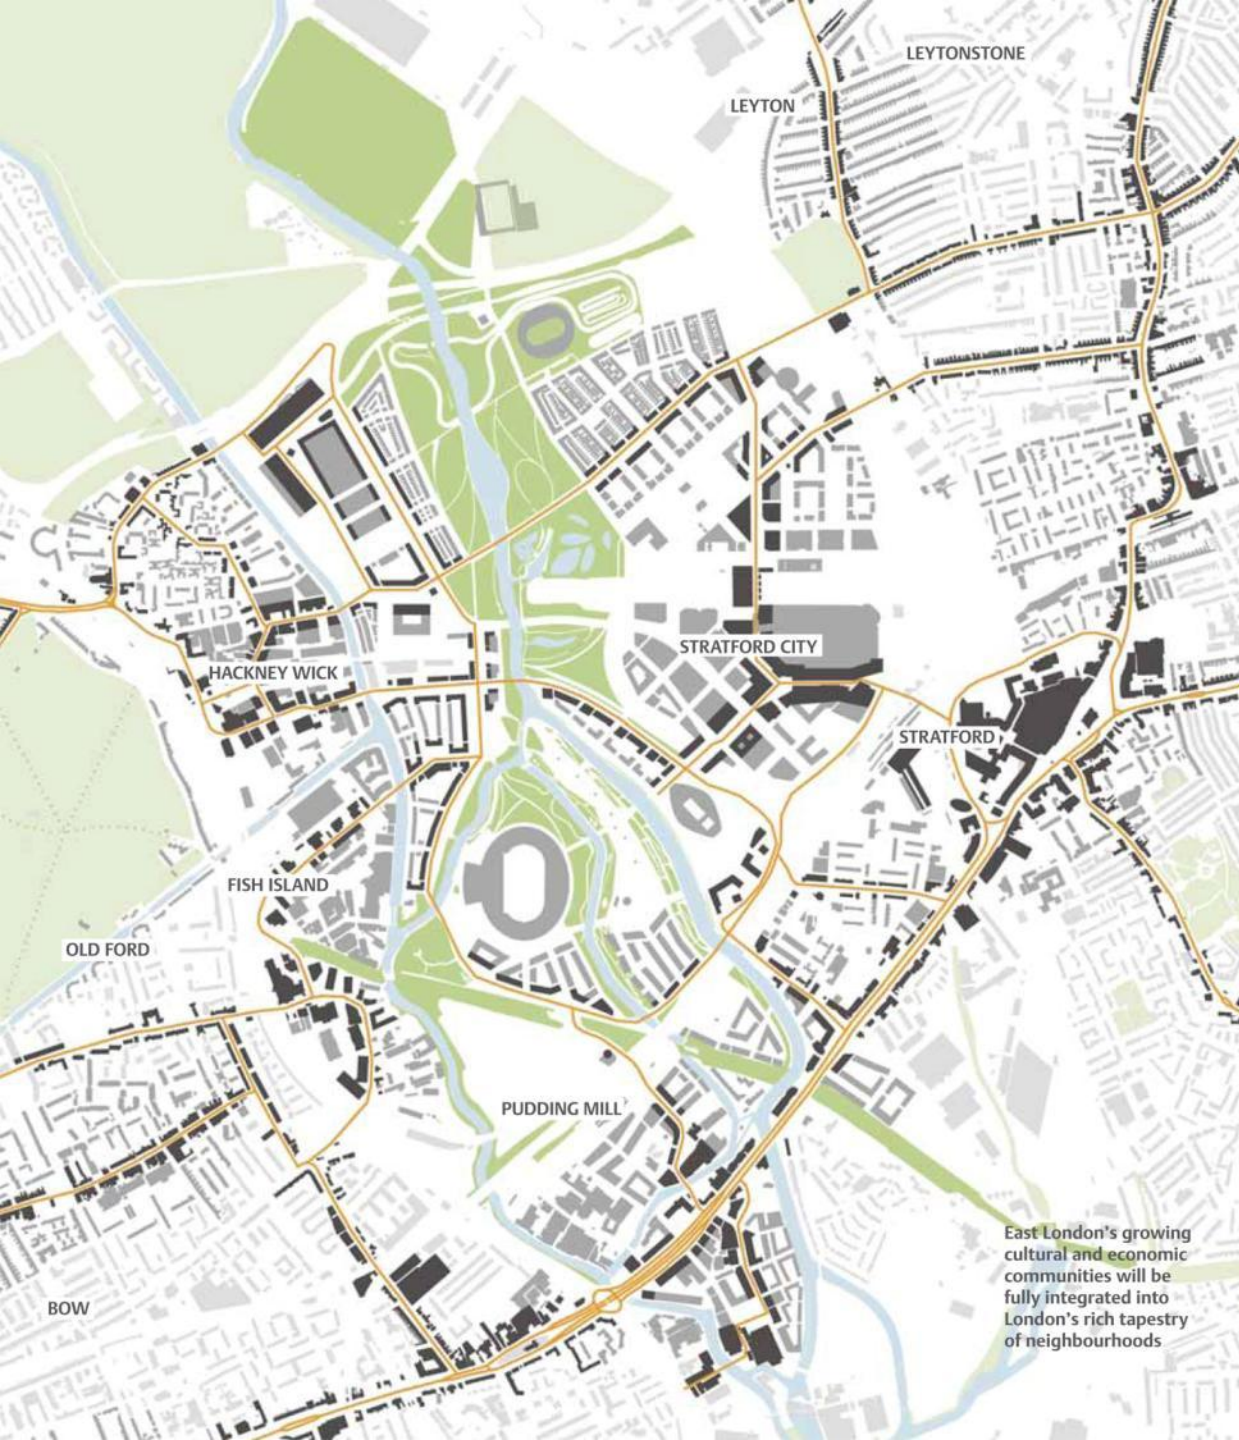 LEYTONSTONE
LEYTON
STRATFORD CITY
HACKNEY WICK
STRATFORD
FISH ISLAND
OLD FORD
PUDDING MILL
East London's growing
cultural and economic
communities will be
fully integrated into
London's rich tapestry
of neighbourhoods
BOW